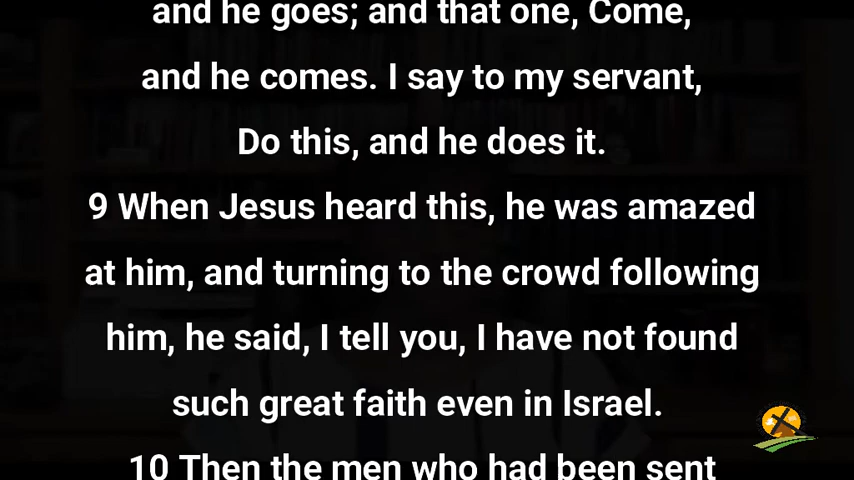 and he goes; and that one, Come,
and he comes. I say to my servant,
Do this, and he does it.
9 When Jesus heard this, he was amazed
at him, and turning to the crowd following
him, he said, I tell you, I have not found
such great faith even in Israel.
10 Then the men who had been sent